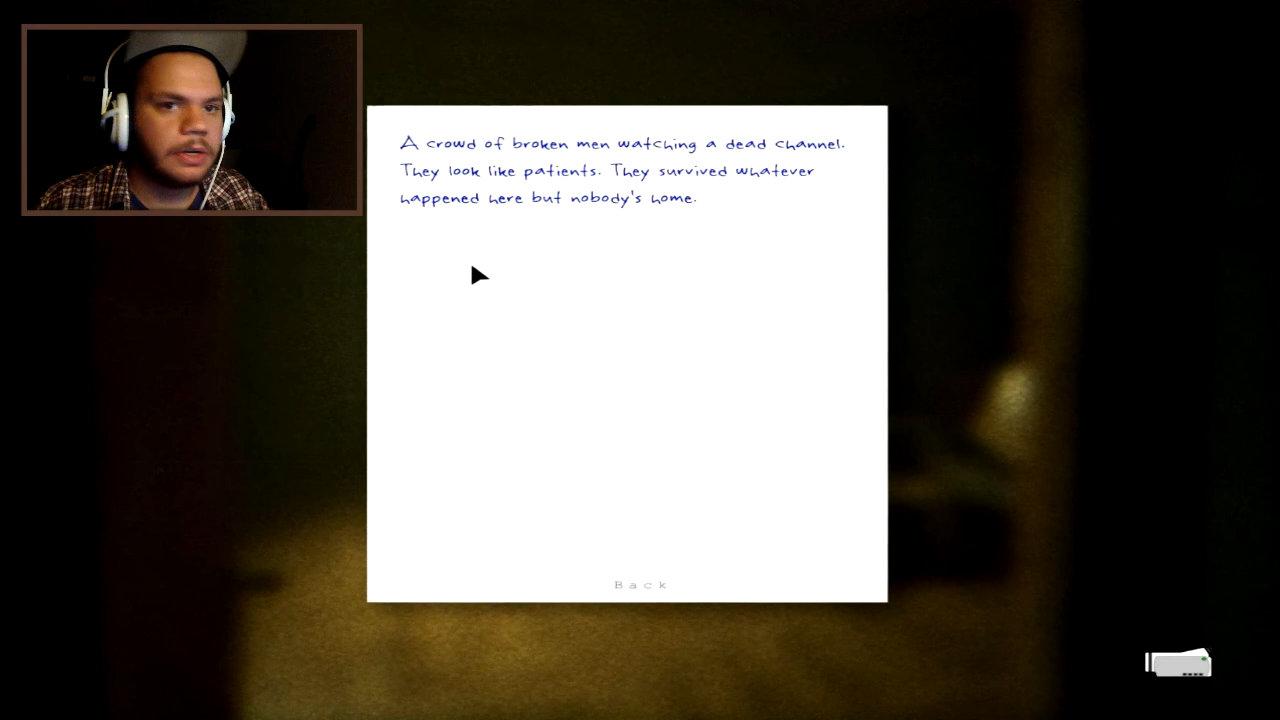 A crowd of broken men watching a dead channel.
They look like patients. They survived whatever
happened here but nobody's home.
Back